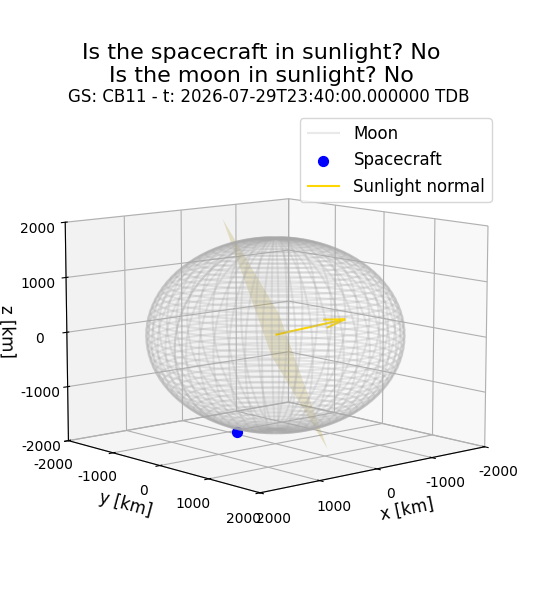 Is the spacecraft in sunlight? No
Is the moon in sunlight? No
GS: CB11 - t: 2026-07-29T23:40:00.000000 TDB
Moon
Spacecraft
Sunlight normal
2000
1000
0
-1000
-2000
z [km]
-2000
-1000
0
1000
2000
y [km]
2000
1000
0
-1000
-2000
x [km]